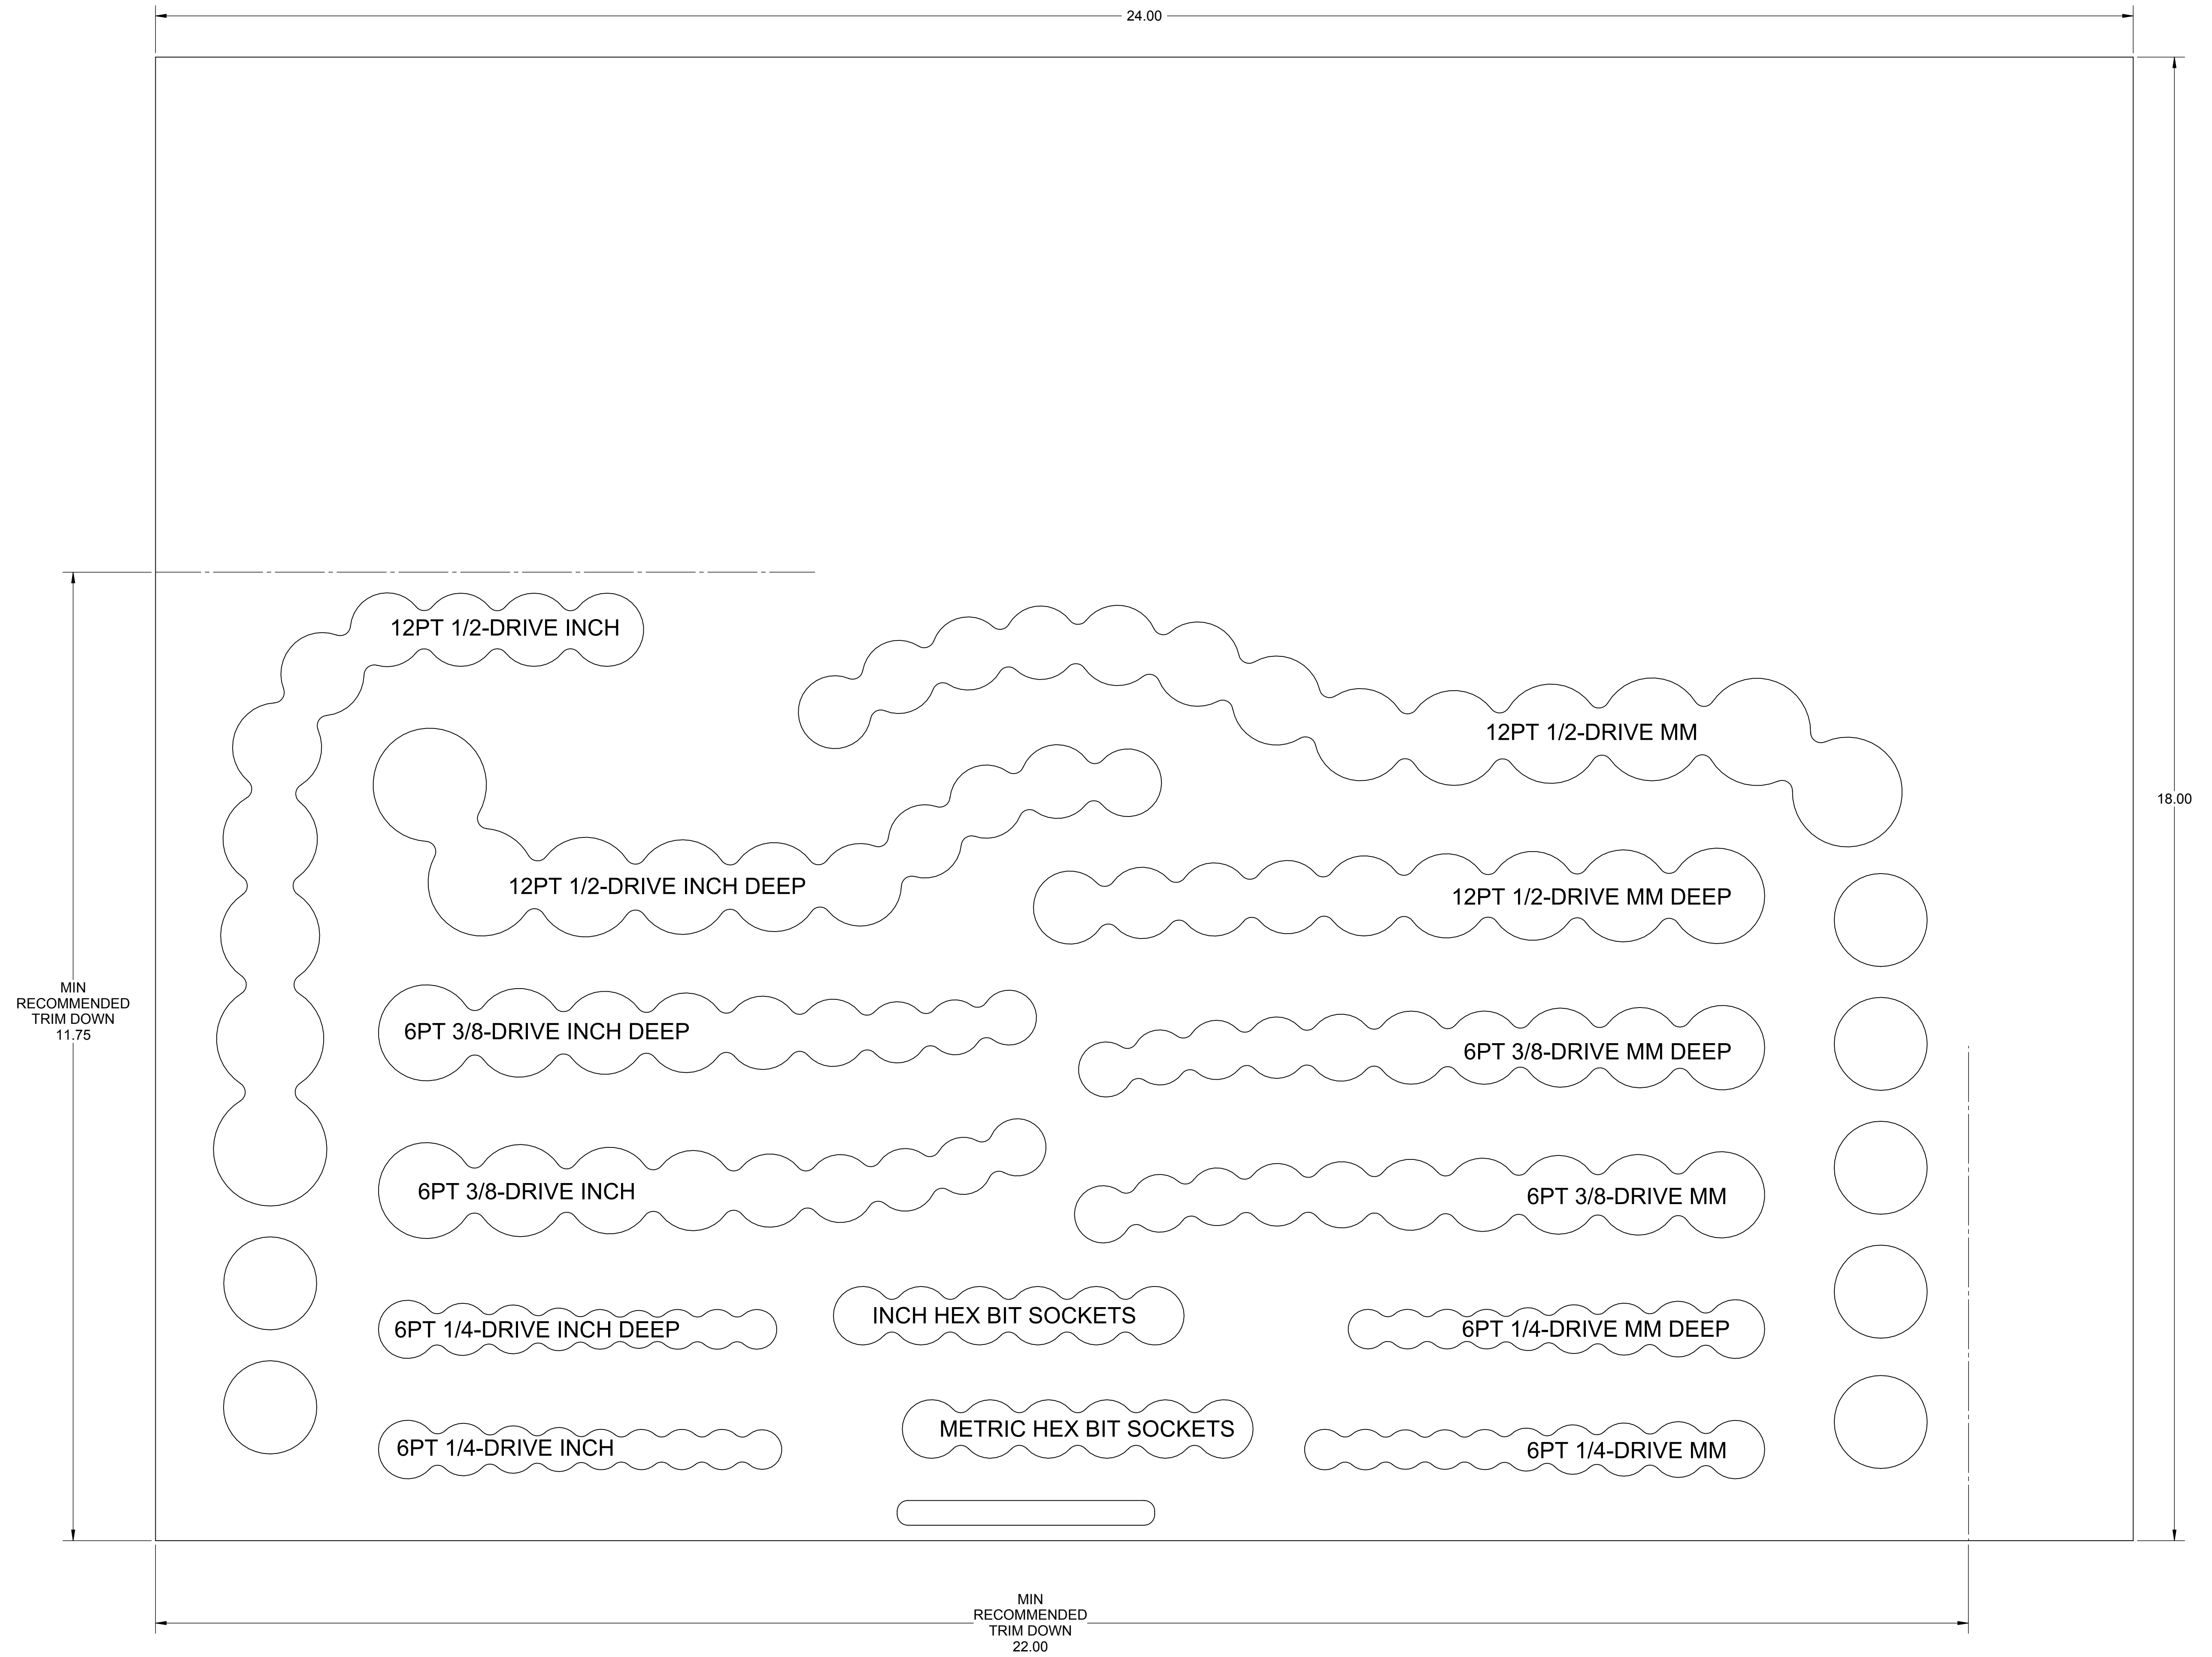 24.00
12PT 1/2-DRIVE INCH
12PT 1/2-DRIVE MM
18.00
12PT 1/2-DRIVE INCH DEEP
12PT 1/2-DRIVE MM DEEP
MIN
RECOMMENDED
TRIM DOWN
11.75
6PT 3/8-DRIVE INCH DEEP
6PT 3/8-DRIVE MM DEEP
6PT 3/8-DRIVE INCH
6PT 3/8-DRIVE MM
INCH HEX BIT SOCKETS
6PT 1/4-DRIVE INCH DEEP
6PT 1/4-DRIVE MM DEEP
METRIC HEX BIT SOCKETS
6PT 1/4-DRIVE INCH
6PT 1/4-DRIVE MM
MIN
RECOMMENDED
TRIM DOWN
22.00